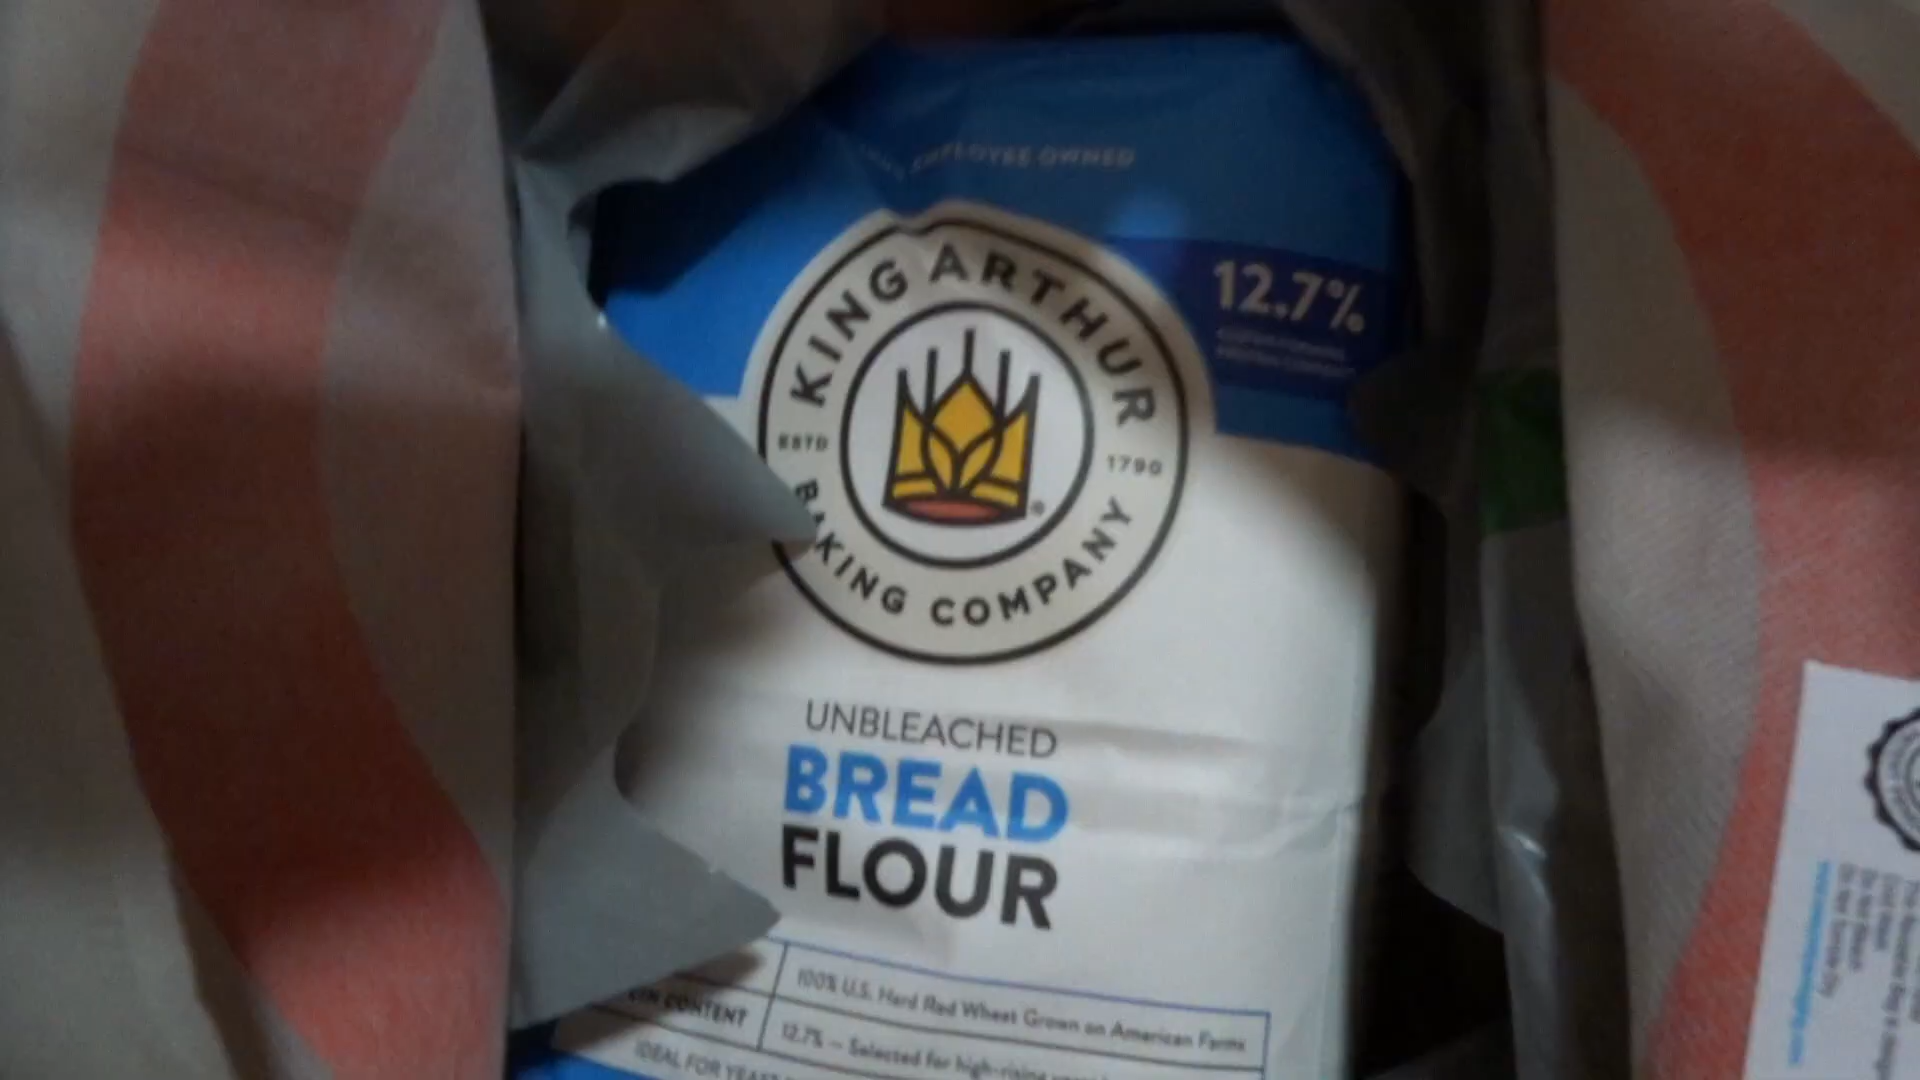 EMPLOYEE OWNED
KING ARTHUR
ESTD 1790
BAKING COMPANY
12.7%
UNBLEACHED
BREAD
FLOUR
100% U.S. Hard Red Wheat Grown on American Farms
CONTENT
12.7% — Selected for high-rising
IDEAL FOR YEAST